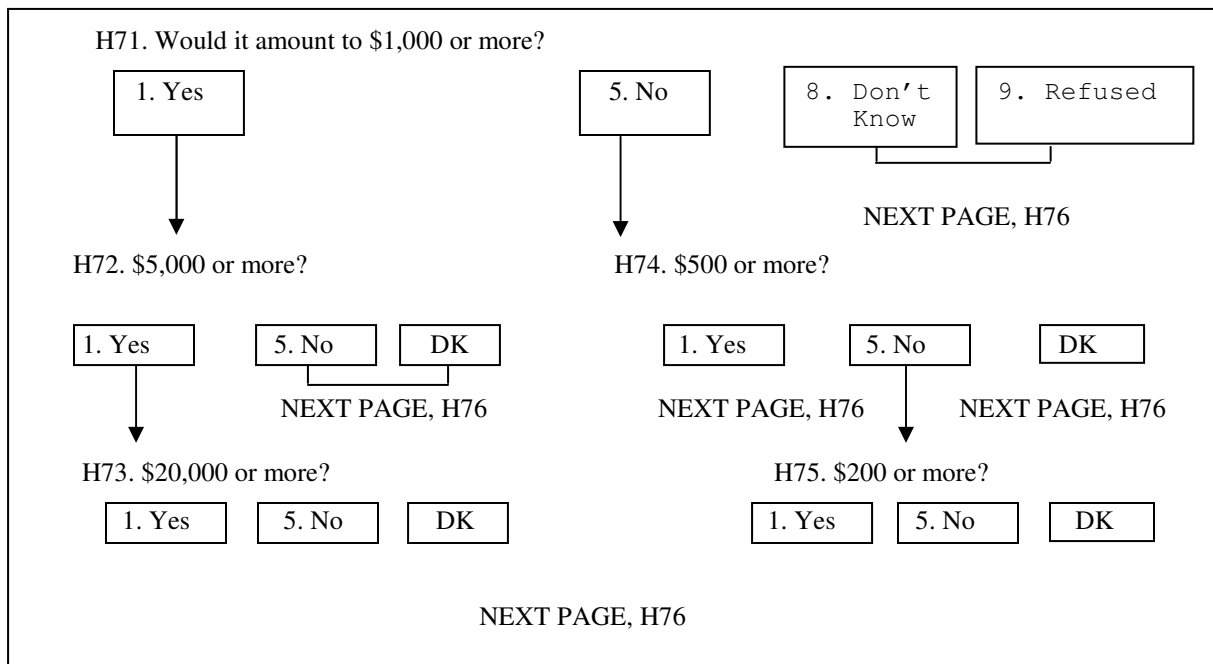 H71. Would it amount to $1,000 or more?
1. Yes
5. No
8. Don't
Know
9. Refused
NEXT PAGE, H76
H72. $5,000 or more?
H74. $500 or more?
1. Yes
5. No
DK
1. Yes
5. No
DK
NEXT PAGE, H76
NEXT PAGE, H76
NEXT PAGE, H76
H73. $20,000 or more?
H75. $200 or more?
1. Yes
5. No
DK
1. Yes
5. No
DK
NEXT PAGE, H76